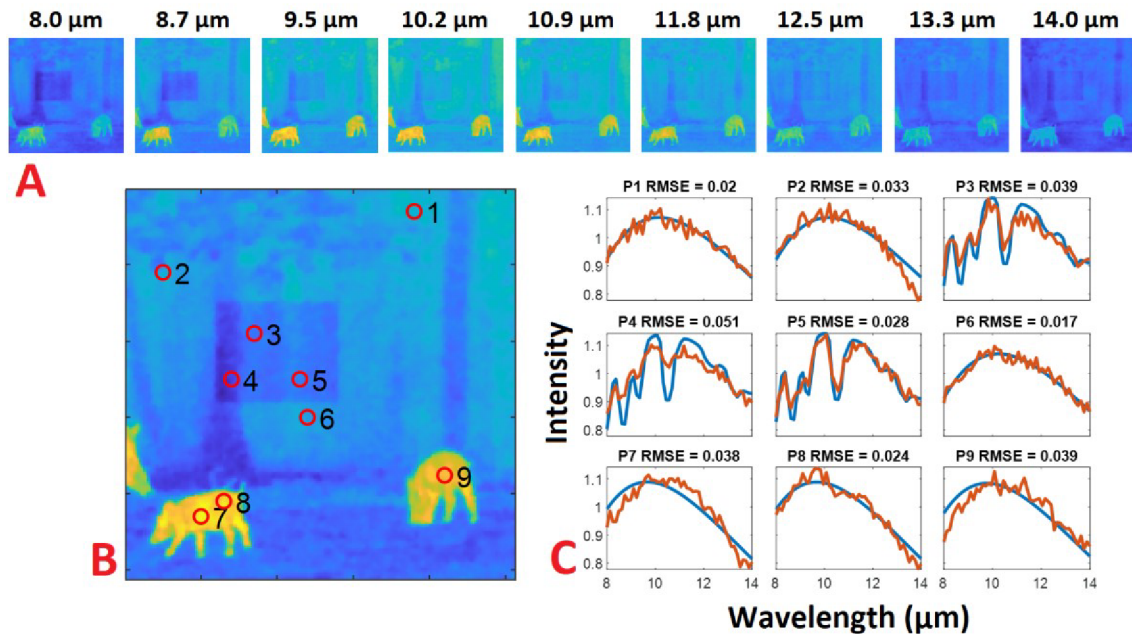 8.0 μm 8.7 μm 9.5 μm 10.2 μm 10.9 μm 11.8 μm 12.5 μm 13.3 μm 14.0 μm
A
B
1
2
3
4
5
6
7
8
9
C
Intensity
P1 RMSE = 0.02
P2 RMSE = 0.033
P3 RMSE = 0.039
1.1
1
0.9
0.8
P4 RMSE = 0.051
P5 RMSE = 0.028
P6 RMSE = 0.017
1.1
1
0.9
0.8
P7 RMSE = 0.038
P8 RMSE = 0.024
P9 RMSE = 0.039
1.1
1
0.9
0.8
8 10 12 14 8 10 12 14 8 10 12 14
Wavelength (μm)